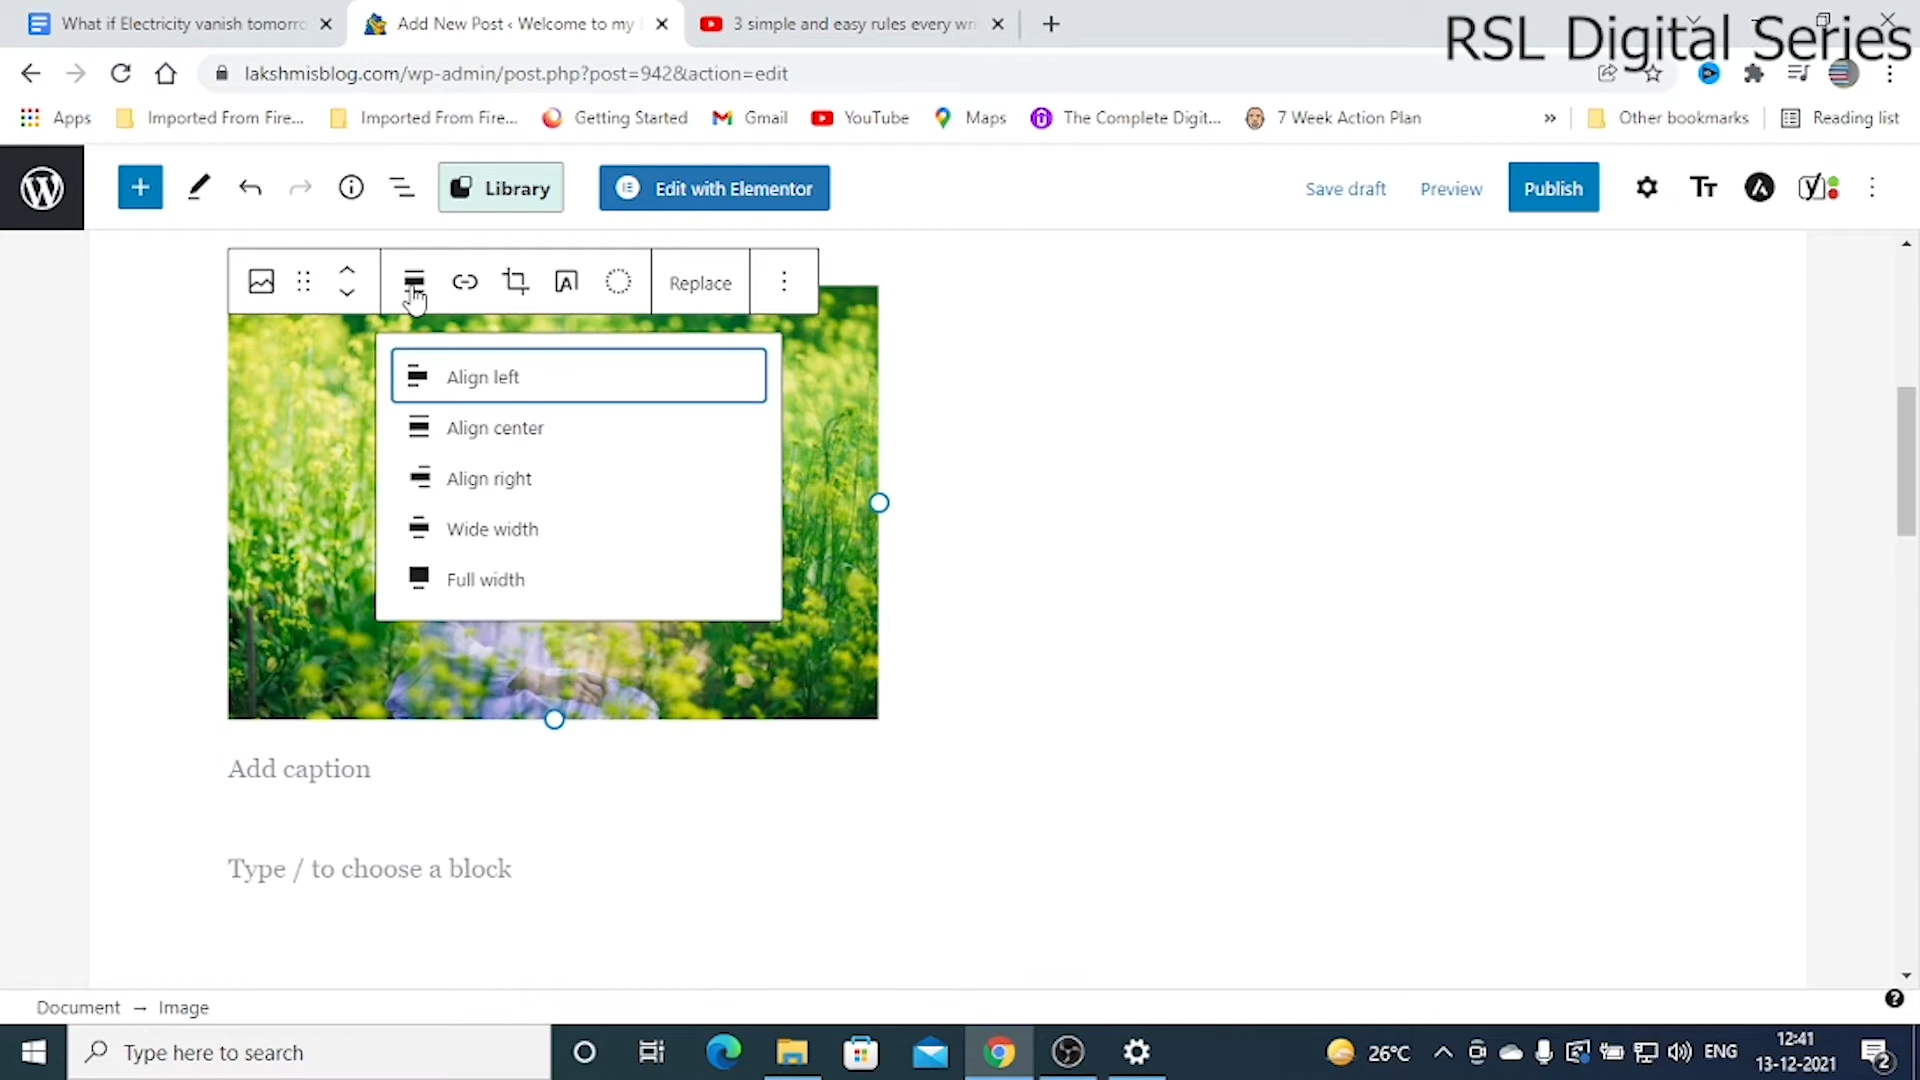 What if Electricity vanish tomorro
Add New Post ‹ Welcome to my
3 simple and easy rules every wri
RSL Digital Series
lakshmisblog.com/wp-admin/post.php?post=942&action=edit
Apps
Imported From Fire...
Imported From Fire...
Getting Started
Gmail
YouTube
Maps
The Complete Digit...
7 Week Action Plan
»
Other bookmarks
Reading list
Library
Edit with Elementor
Save draft
Preview
Publish
Replace
Align left
Align center
Align right
Wide width
Full width
Add caption
Type / to choose a block
Document → Image
Type here to search
26°C
ENG
12:41
13-12-2021
2